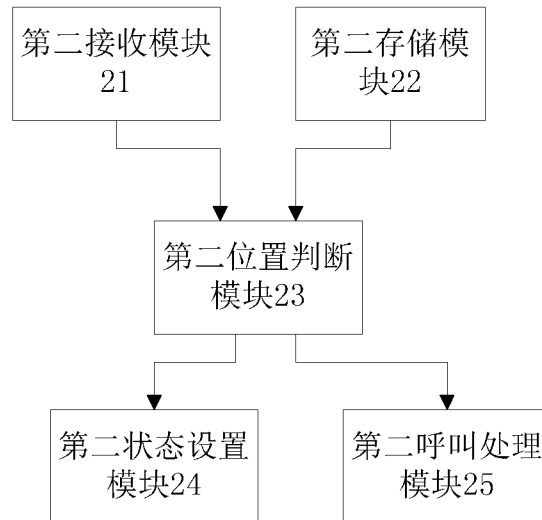 第二接收模块
21
第二存储模
块22
第二位置判断
模块23
第二状态设置
模块24
第二呼叫处理
模块25